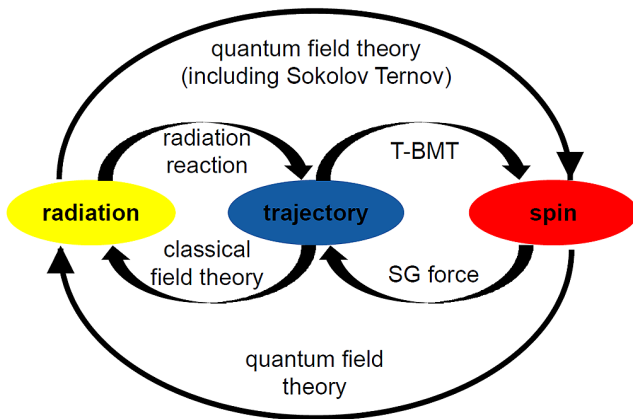 quantum field theory
(including Sokolov Ternov)
radiation
reaction
T-BMT
radiation
trajectory
spin
classical
field theory
SG force
quantum field
theory